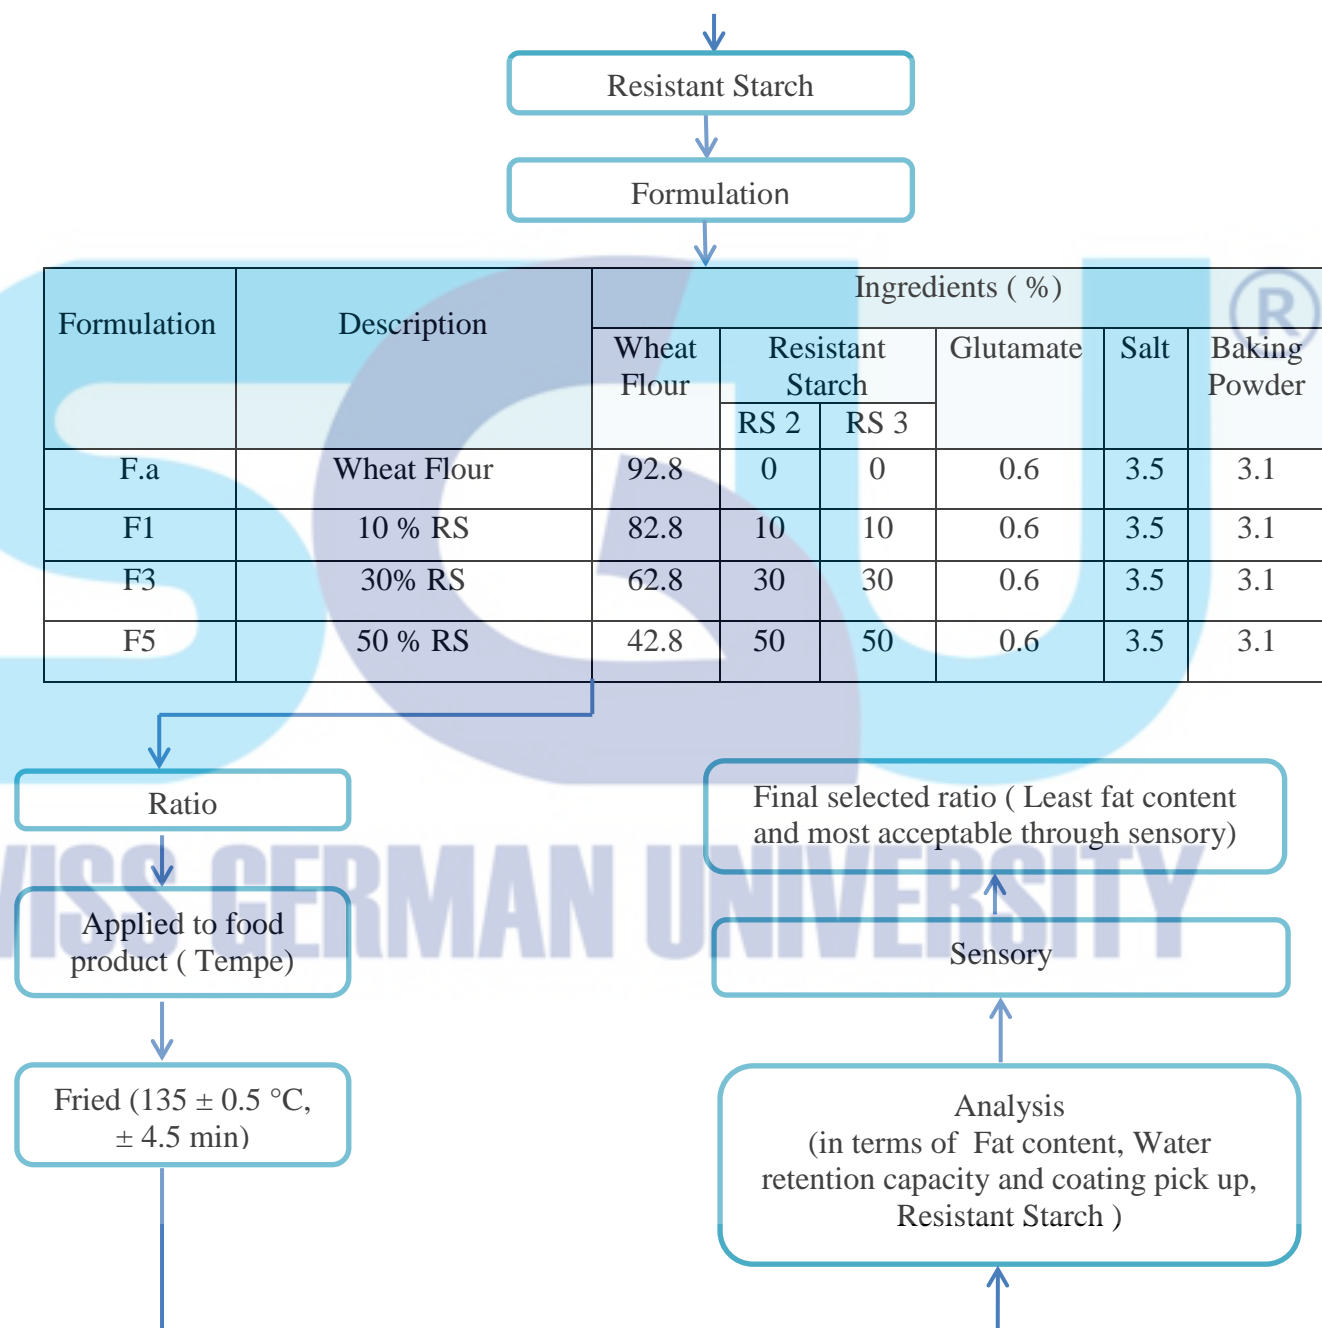 Resistant Starch
Formulation
Formulation Description Ingredients ( %)
Wheat Flour Resistant Starch Glutamate Salt Baking Powder
RS 2 RS 3
F.a Wheat Flour 92.8 0 0 0.6 3.5 3.1
F1 10 % RS 82.8 10 10 0.6 3.5 3.1
F3 30% RS 62.8 30 30 0.6 3.5 3.1
F5 50 % RS 42.8 50 50 0.6 3.5 3.1
Ratio
Applied to food
product ( Tempe)
Fried (135 ± 0.5 °C,
± 4.5 min)
Final selected ratio ( Least fat content
and most acceptable through sensory)
Sensory
Analysis
(in terms of Fat content, Water
retention capacity and coating pick up,
Resistant Starch )
SGU ®
WISS GERMAN UNIVERSITY